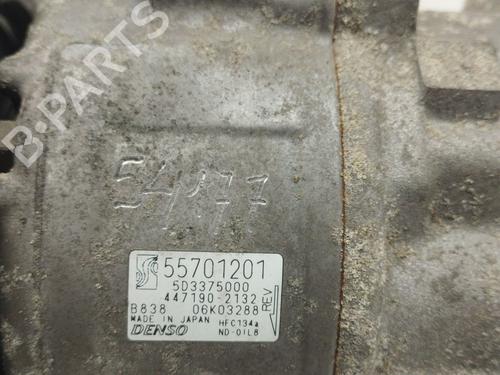 B-PARTS
54177
55701201
5D3375000
447190-2132
B838 06K03288
REV
MADE IN JAPAN HFC134a
DENSO ND-OIL8